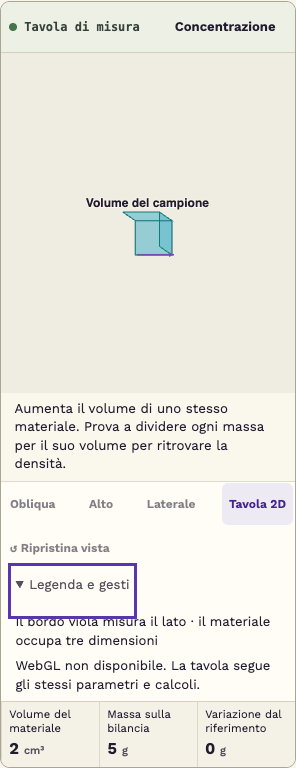 Tavola di misura Concentrazione
Volume del campione
Aumenta il volume di uno stesso
materiale. Prova a dividere ogni massa
per il suo volume per ritrovare la
densità.
Obliqua Alto Laterale Tavola 2D
↺ Ripristina vista
▼ Legenda e gesti
Il bordo viola misura il lato · il materiale
occupa tre dimensioni
WebGL non disponibile. La tavola segue
gli stessi parametri e calcoli.
Volume del materiale
2 cm³
Massa sulla bilancia
5 g
Variazione dal riferimento
0 g